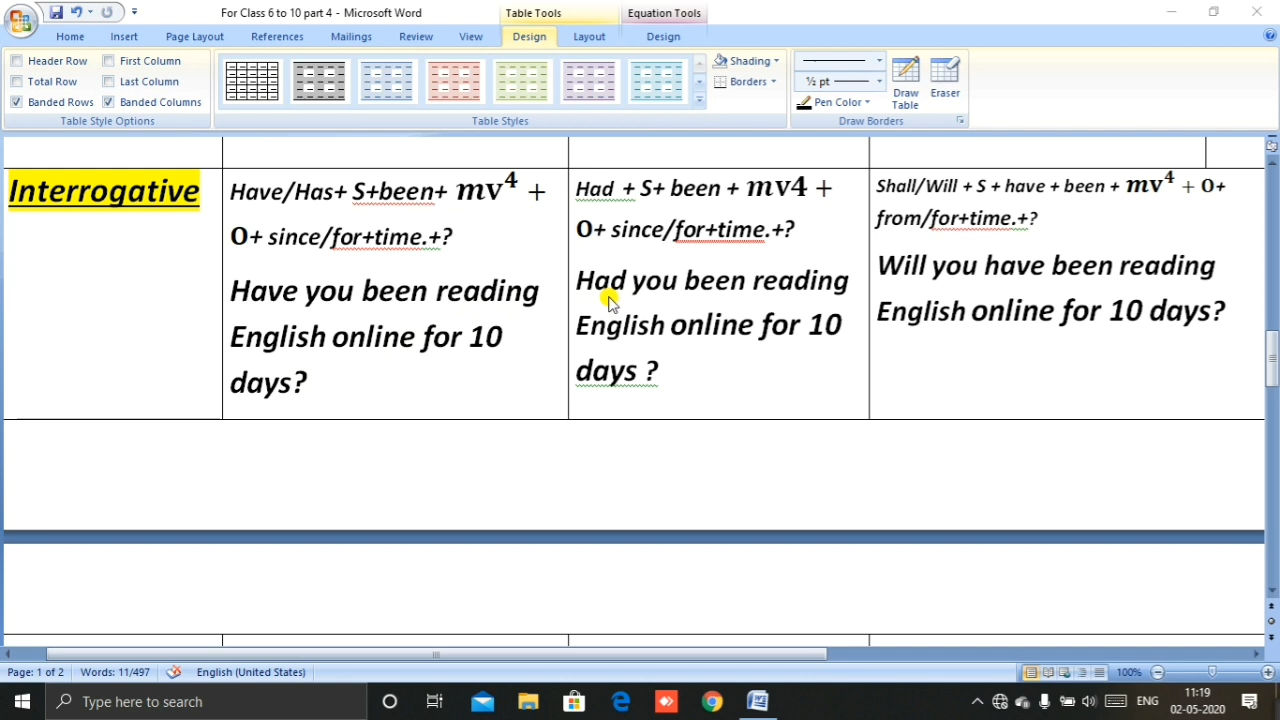 For Class 6 to 10 part 4 - Microsoft Word
Table Tools
Equation Tools
Home
Insert
Page Layout
References
Mailings
Review
View
Design
Layout
Design
Header Row
First Column
Total Row
Last Column
Banded Rows
Banded Columns
Table Style Options
Table Styles
Shading
Borders
½ pt
Pen Color
Draw
Table
Eraser
Draw Borders
Interrogative
Have/Has+ S+been+ mv⁴ +
O+ since/for+time.+?
Have you been reading
English online for 10
days?
Had + S+ been + mv4 +
O+ since/for+time.+?
Had you been reading
English online for 10
days ?
Shall/Will + S + have + been + mv⁴ + O+
from/for+time.+?
Will you have been reading
English online for 10 days?
Page: 1 of 2
Words: 11/497
English (United States)
100%
Type here to search
ENG
11:19
02-05-2020